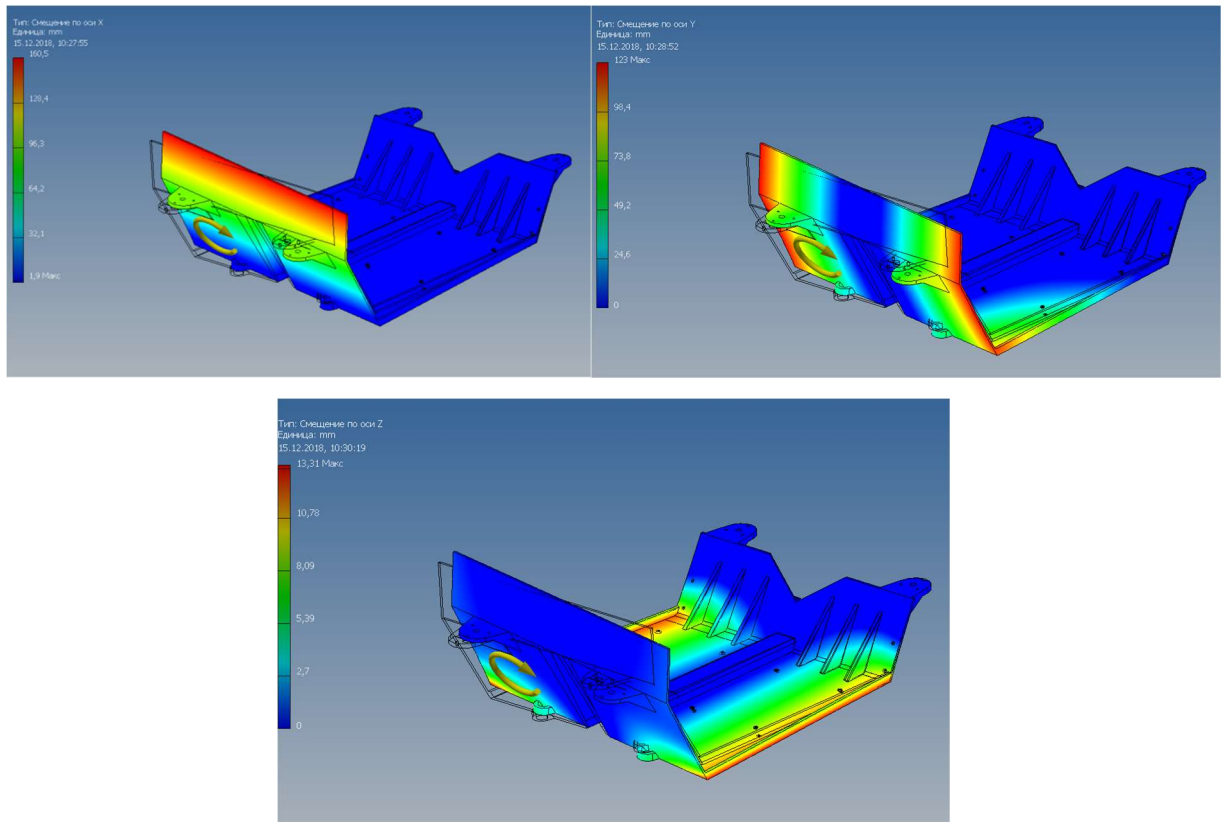 Тип: Смещение по оси X
Единица: mm
15.12.2018, 10:27:55
160,5
128,4
96,3
64,2
32,1
1,9 Макс
Тип: Смещение по оси Y
Единица: mm
15.12.2018, 10:28:52
123 Макс
98,4
73,8
49,2
24,6
0
Тип: Смещение по оси Z
Единица: mm
15.12.2018, 10:30:19
13,31 Макс
10,78
8,09
5,39
2,7
0